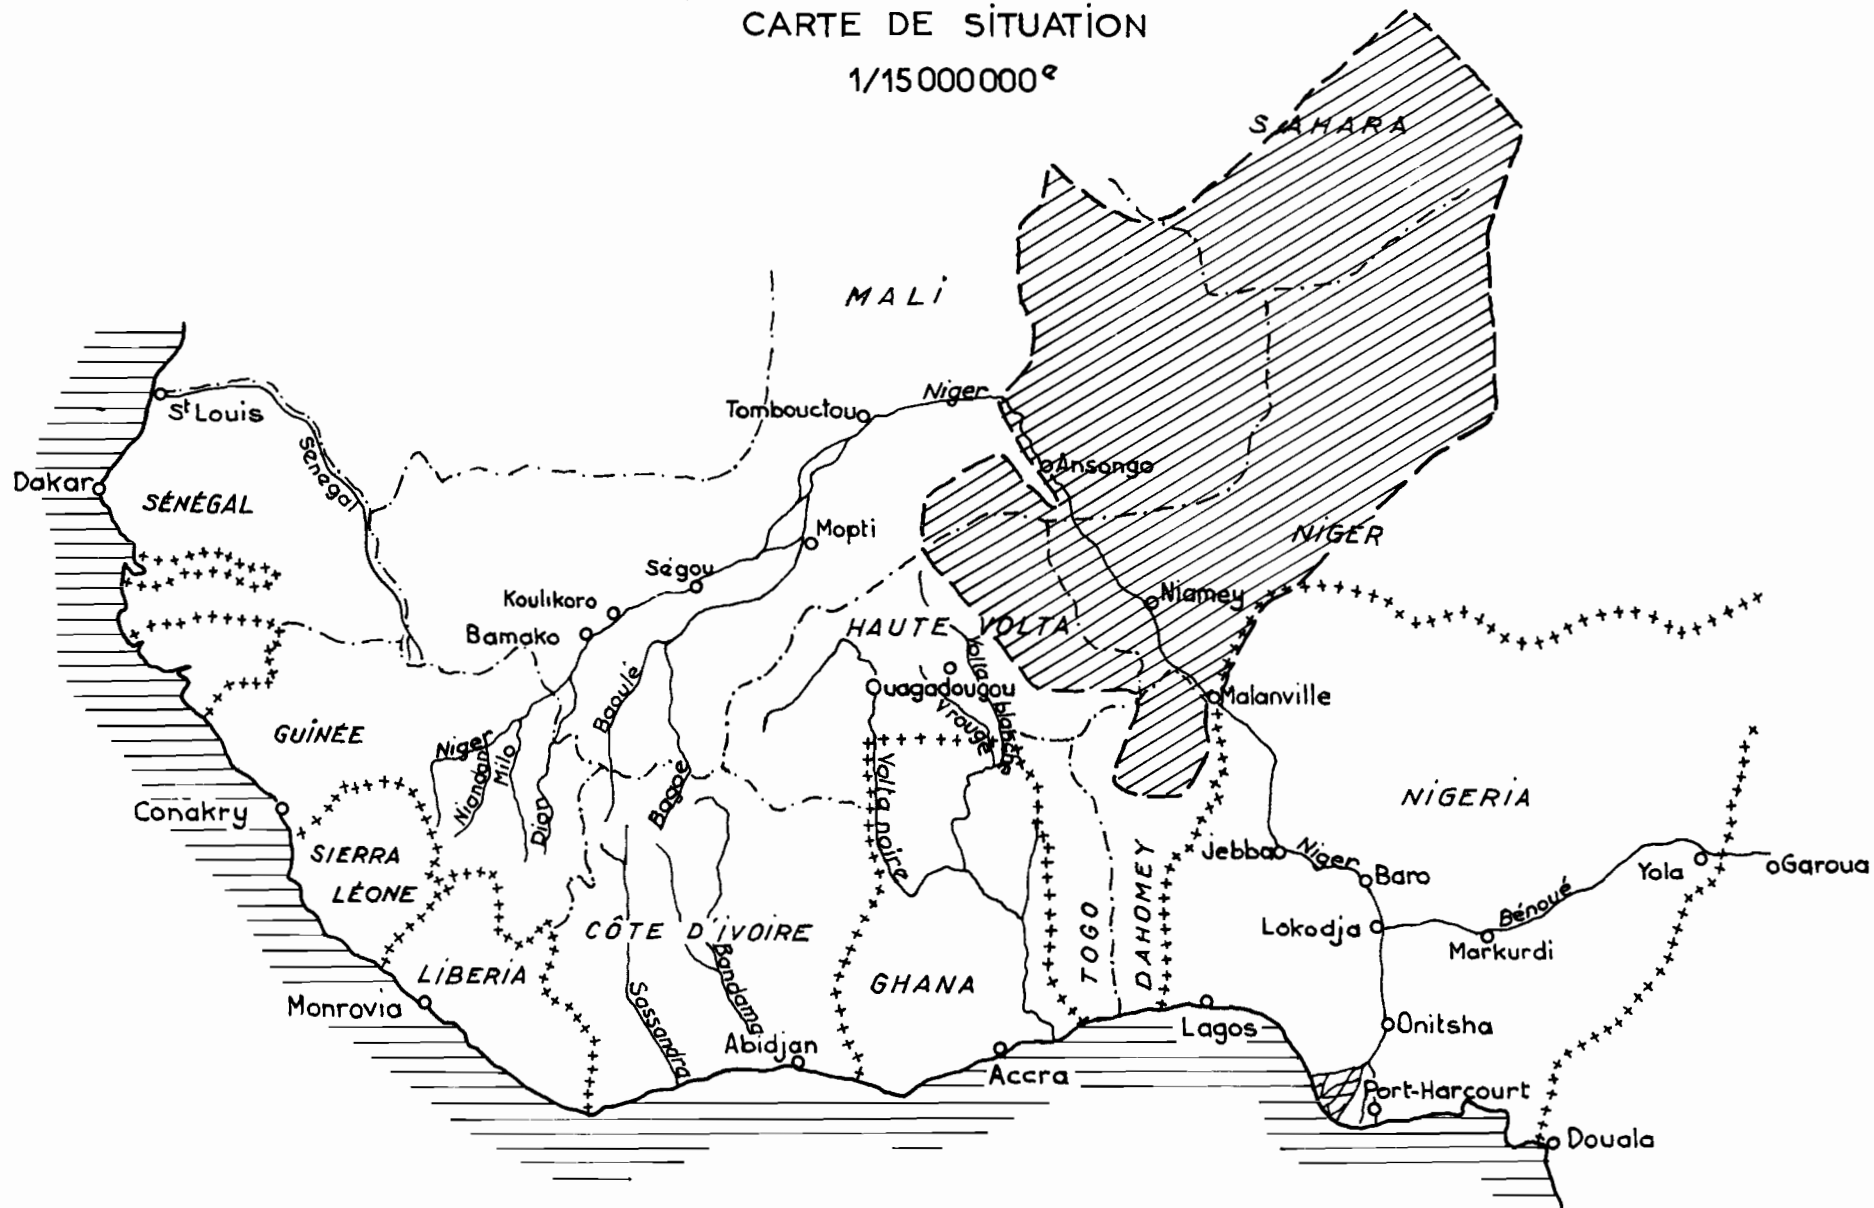 CARTE DE SITUATION
1/15 000 000e
SAHARA
MALI
Niger
Tombouctou
St Louis
Sénégal
Ansongo
Dakar
SÉNÉGAL
Mopti
NIGER
Ségou
Koulikoro
Niamey
Bamako
HAUTE VOLTA
Baoulé
Ouagadougou
Volta blanche
V rouge
Malanville
GUINÉE
Niger
Niandan
Milo
Dion
Bagoe
Volta noire
NIGERIA
Conakry
SIERRA
LÉONE
Jebba
Niger
Baro
Yola
Garoua
Bénoué
DAHOMEY
TOGO
CÔTE D'IVOIRE
Lokodja
Markurdi
LIBERIA
Bandama
Sassandra
GHANA
Monrovia
Lagos
Onitsha
Abidjan
Accra
Port-Harcourt
Douala